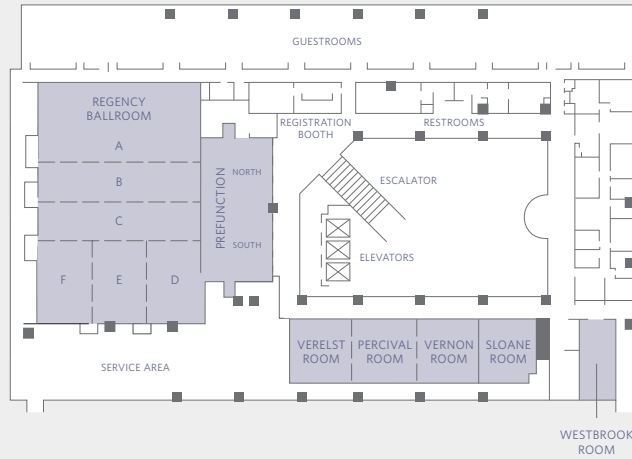 GUESTROOMS
REGENCY
BALLROOM
A
B
C
F
E
D
PREFUNCTION
NORTH
SOUTH
REGISTRATION
BOOTH
RESTROOMS
ESCALATOR
ELEVATORS
SERVICE AREA
VERELST
ROOM
PERCIVAL
ROOM
VERNON
ROOM
SLOANE
ROOM
WESTBROOK
ROOM